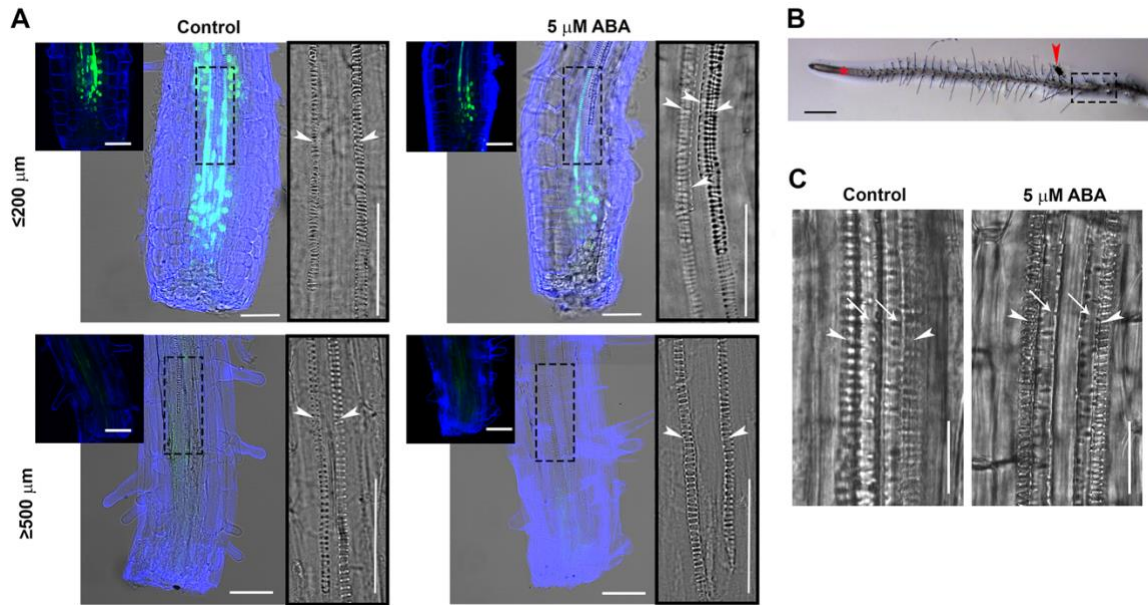 A
Control
5 μM ABA
B
≤200 μm
C
Control
5 μM ABA
≥500 μm